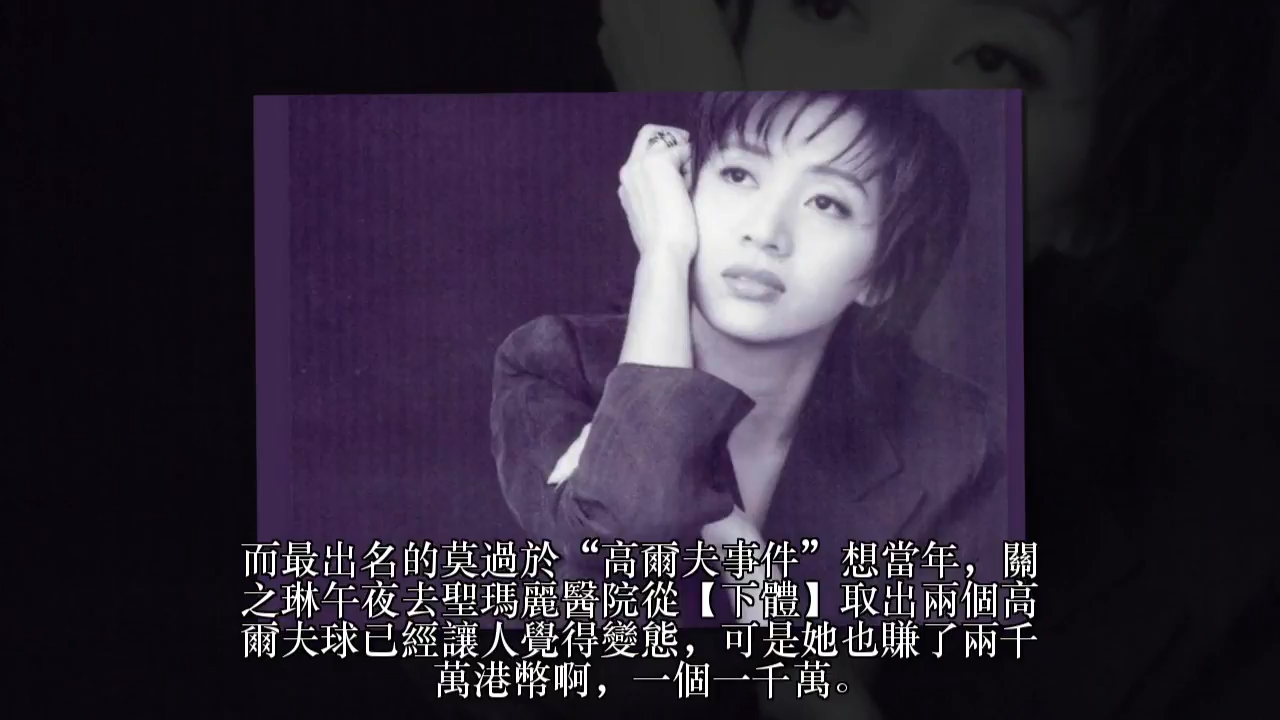 而最出名的莫過於“高爾夫事件”想當年，關
之琳午夜去聖瑪麗醫院從【下體】取出兩個高
爾夫球已經讓人覺得變態，可是她也賺了兩千
萬港幣啊，一個一千萬。